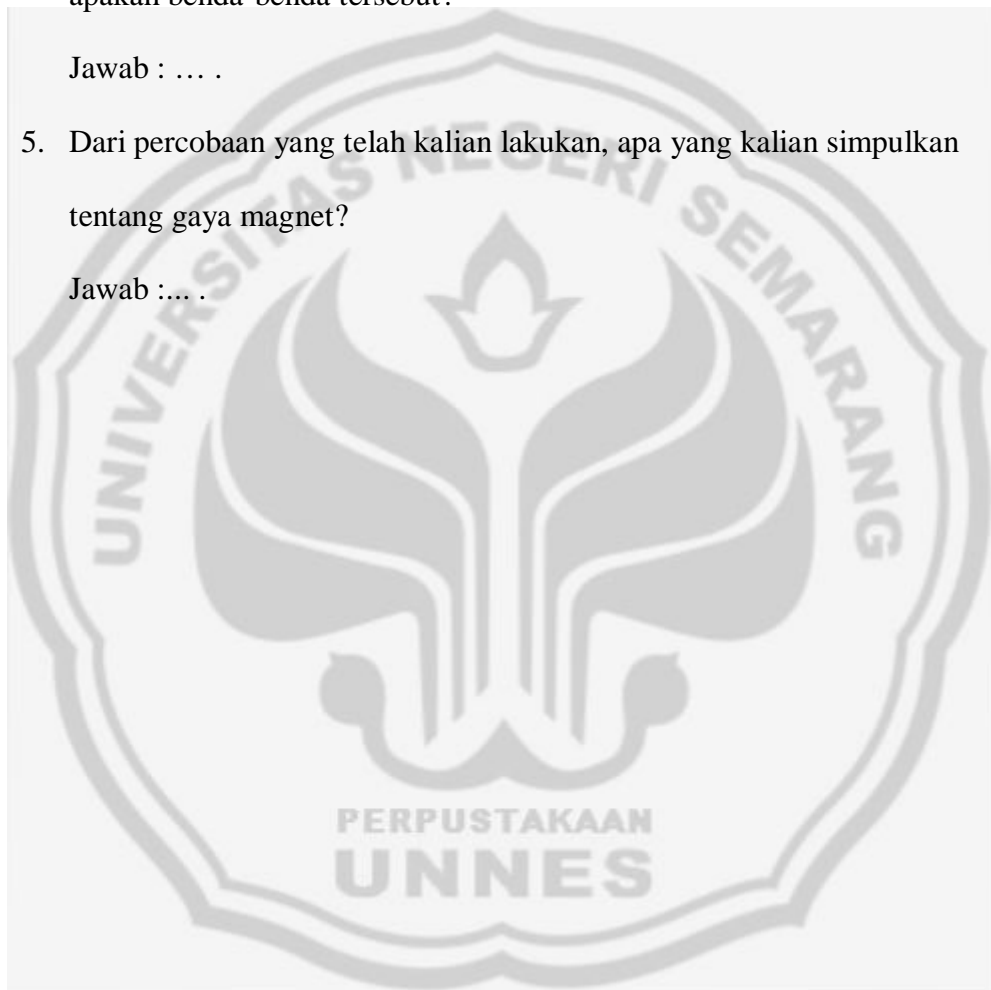 Jawab : … .
5. Dari percobaan yang telah kalian lakukan, apa yang kalian simpulkan
tentang gaya magnet?
Jawab :... .
UNIVERSITAS NEGERI SEMARANG
PERPUSTAKAAN
UNNES